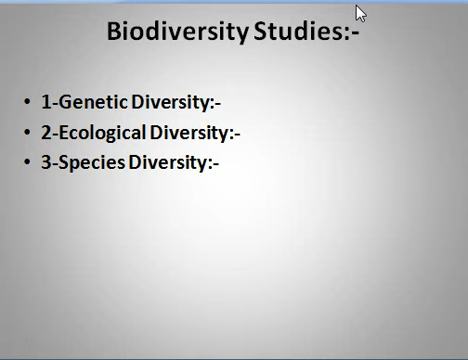 Biodiversity Studies:-
• 1-Genetic Diversity:-
• 2-Ecological Diversity:-
• 3-Species Diversity:-